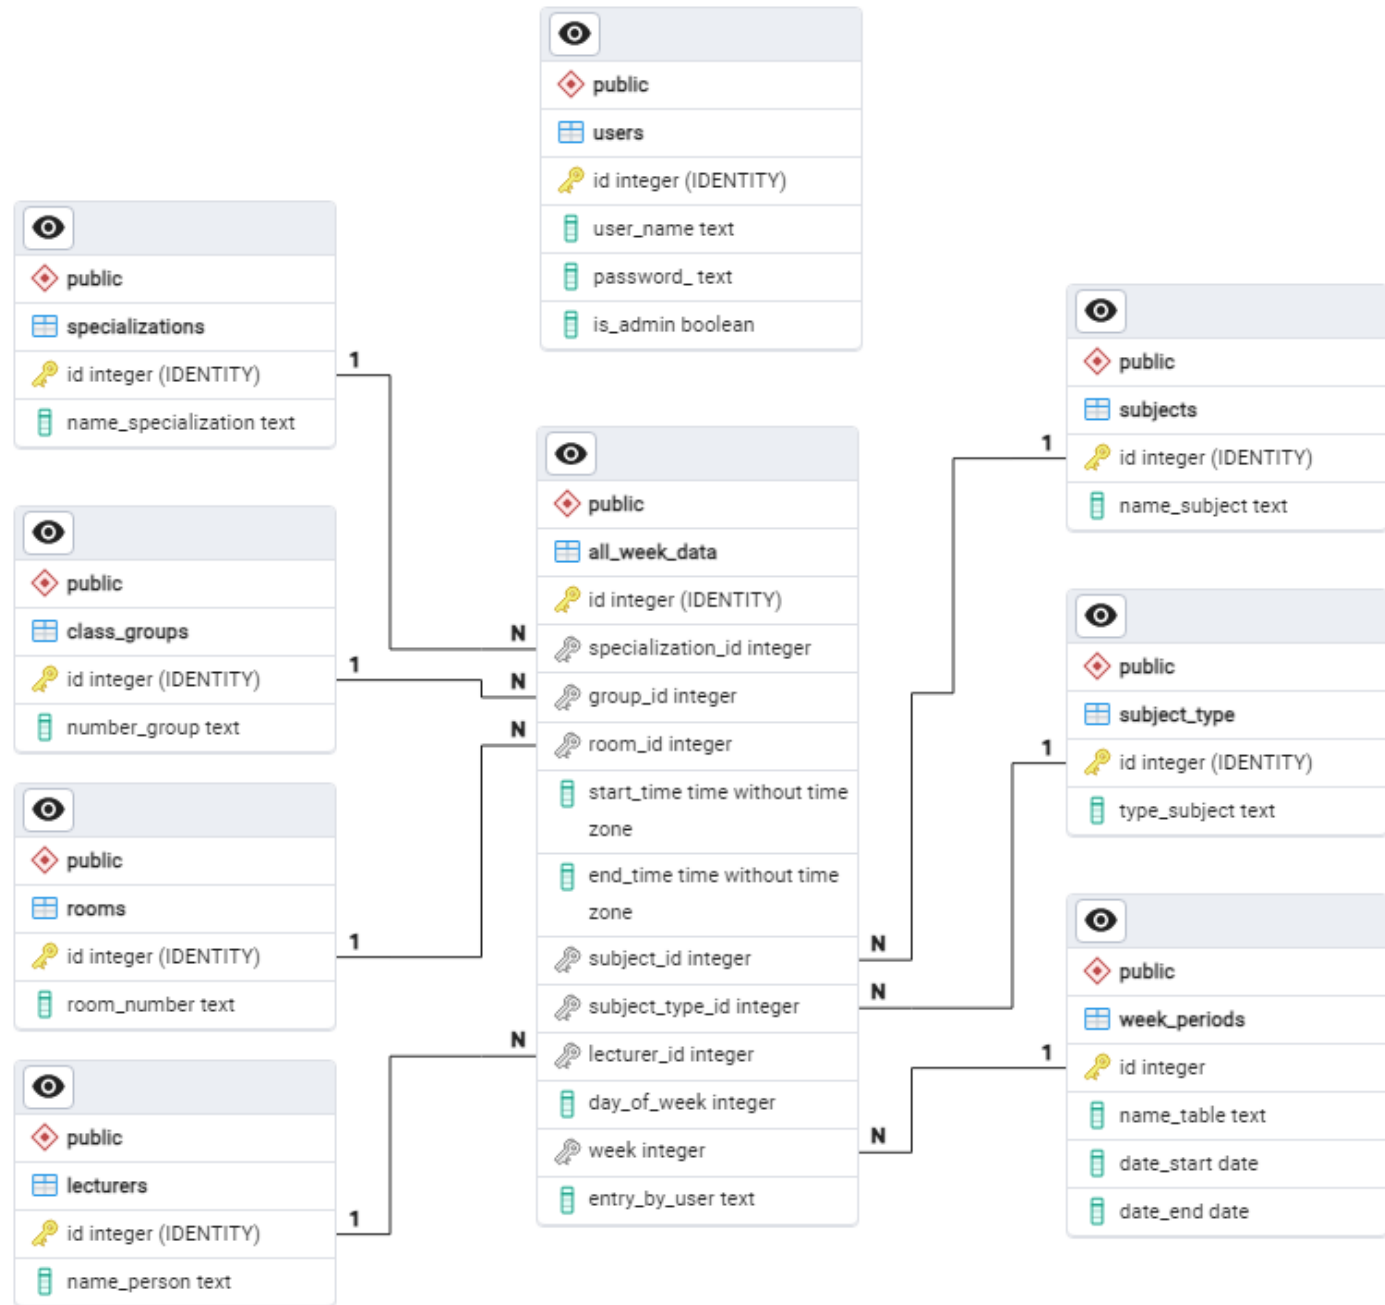 public
users
id integer (IDENTITY)
user_name text
password_ text
is_admin boolean
public
specializations
id integer (IDENTITY)
name_specialization text
1
public
class_groups
id integer (IDENTITY)
number_group text
1
public
rooms
id integer (IDENTITY)
room_number text
1
public
lecturers
id integer (IDENTITY)
name_person text
1
public
all_week_data
id integer (IDENTITY)
N
specialization_id integer
N
group_id integer
N
room_id integer
start_time time without time
zone
end_time time without time
zone
subject_id integer
N
subject_type_id integer
N
N
lecturer_id integer
day_of_week integer
week integer
N
entry_by_user text
public
subjects
1
id integer (IDENTITY)
name_subject text
public
subject_type
1
id integer (IDENTITY)
type_subject text
public
week_periods
1
id integer
name_table text
date_start date
date_end date